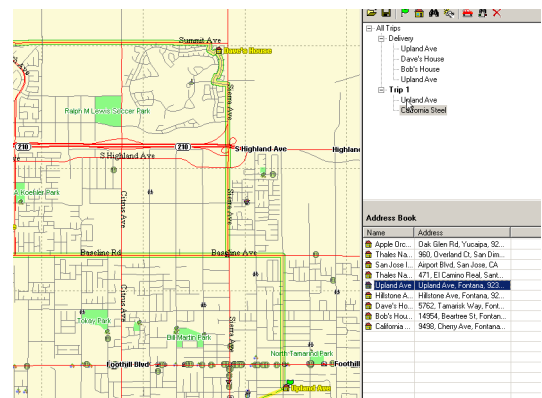 Summit Ave
Dave's House
Sierra Ave
Ralph M Lewis Soccer Park
210
210
S Highland Ave
Highland
S Highland Ave
A Koehler Park
Citrus Ave
Sierra Ave
Baseline Rd
Baseline Ave
Citrus Ave
Tokay Park
Sierra Ave
Bill Martin Park
North Tamarind Park
Foothill Blvd
Foothill
Upland Ave
All Trips
Delivery
Upland Ave
Dave's House
Bob's House
Upland Ave
Trip 1
Upland Ave
California Steel
Address Book
Name Address
Apple Orc... Oak Glen Rd, Yucaipa, 92...
Thales Na... 960, Overland Ct, San Dim...
San Jose I... Airport Blvd, San Jose, CA
Thales Na... 471, El Camino Real, Sant...
Upland Ave Upland Ave, Fontana, 923...
Hillstone A... Hillstone Ave, Fontana, 92...
Dave's Ho... 5762, Tamarisk Way, Font...
Bob's Hou... 14954, Beartree St, Fontan...
California ... 9498, Cherry Ave, Fontana...